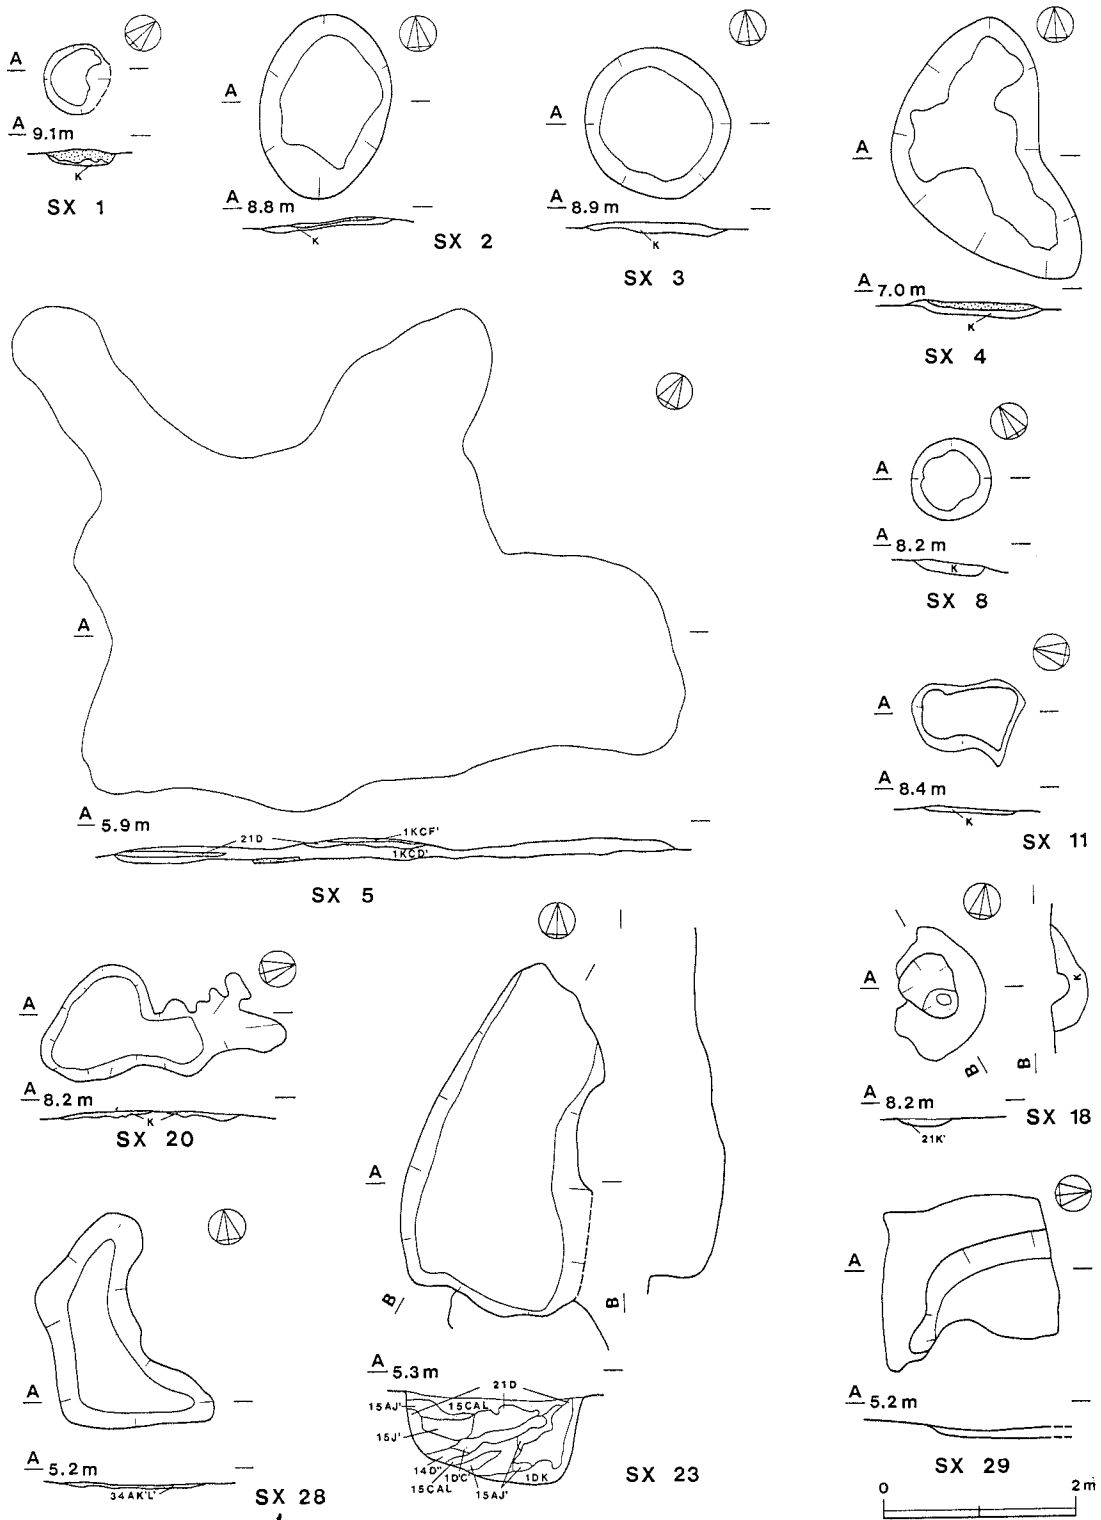 A
A 9.1m
K
SX 1
A
A 8.8 m
K
SX 2
A
A 8.9 m
K
SX 3
A
A 7.0 m
K
SX 4
A
A 5.9 m
21D
1KCF'
1KCD'
SX 5
A
A 8.2 m
K
SX 8
A
A 8.4 m
K
SX 11
A
B
B
K
A 8.2 m
21K'
SX 18
A
A 8.2 m
K
SX 20
A
B
B
A 5.3 m
21D
15AJ'
15CAL
15J'
14D''
1D'C'
15CAL
15AJ'
1DK
SX 23
A
A 5.2 m
34AK'L'
SX 28
A
A 5.2 m
SX 29
0 2 m